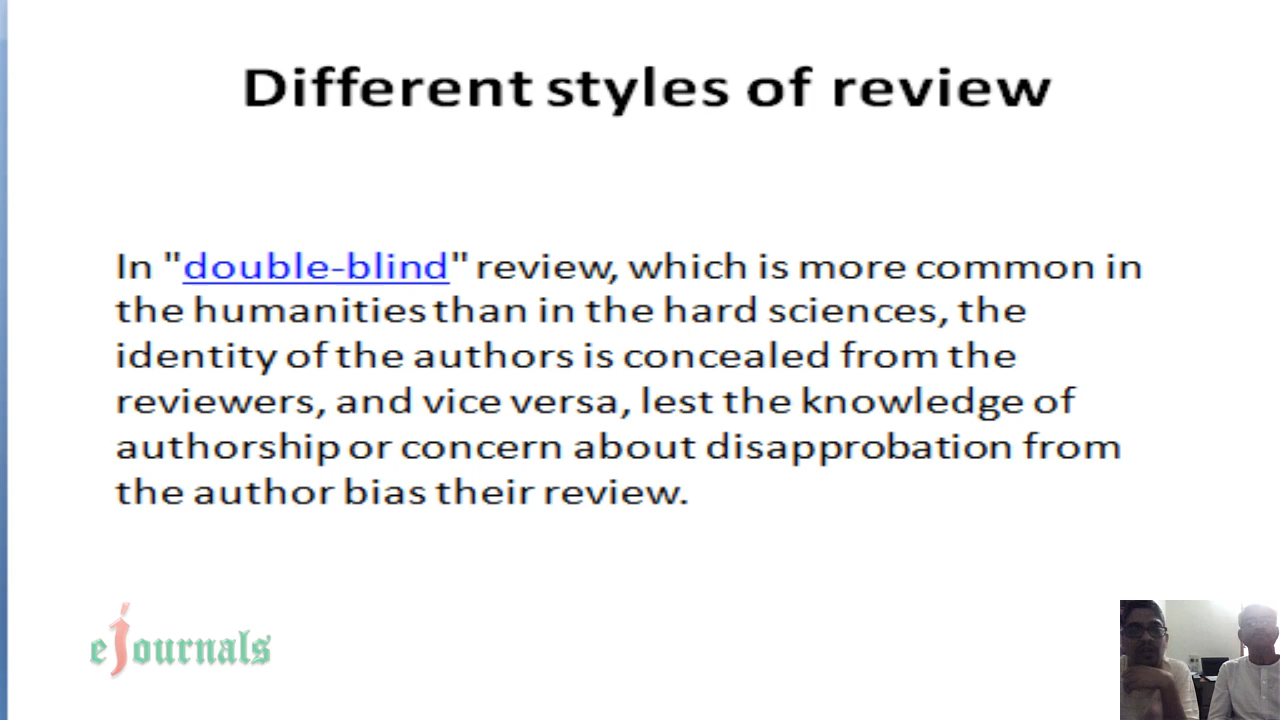 Different styles of review
In "double-blind" review, which is more common in
the humanities than in the hard sciences, the
identity of the authors is concealed from the
reviewers, and vice versa, lest the knowledge of
authorship or concern about disapprobation from
the author bias their review.
eJournals